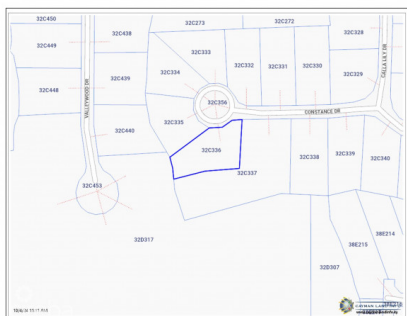 32C450
32C438
32C273
32C272
32C328
32C449
32C333
CALLA LILY DR
32C334
32C332
32C331
32C330
32C329
32C439
32C448
VALLEYWOOD DR
32C356
CONSTANCE DR
32C335
32C440
32C336
32C338
32C339
32C340
32C337
32C453
38E214
32D317
38E215
32D307